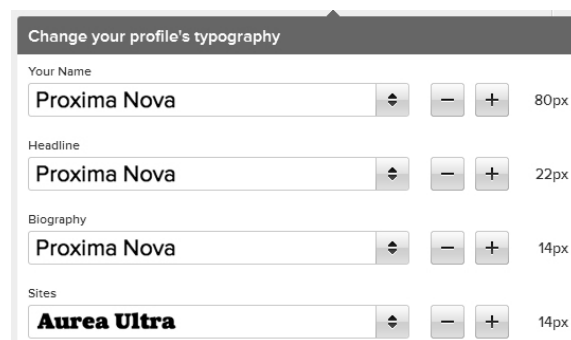 Change your profile's typography
Your Name
Proxima Nova
80px
Headline
Proxima Nova
22px
Biography
Proxima Nova
14px
Sites
Aurea Ultra
14px